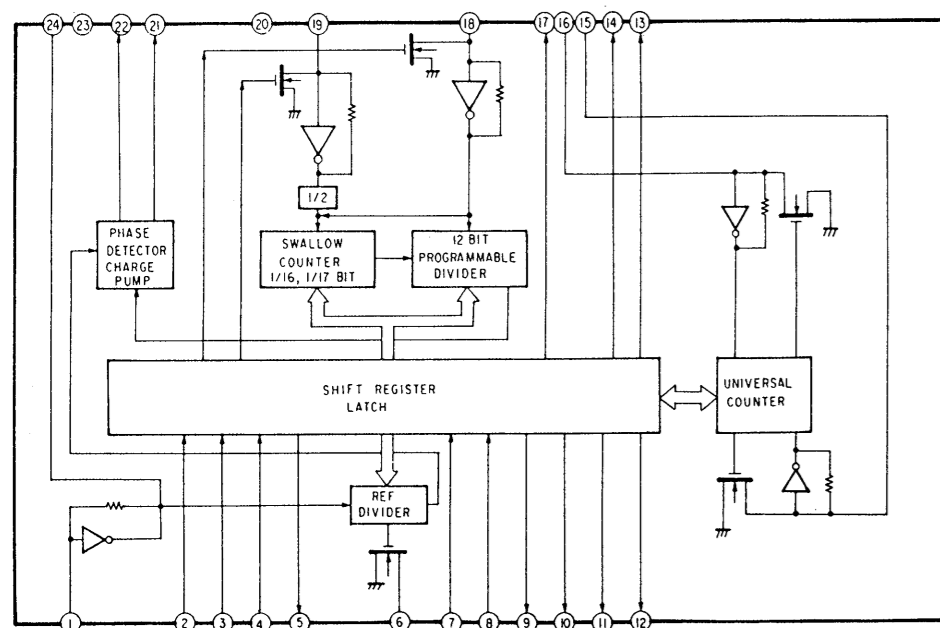 24 23 22 21 20 19 18 17 16 15 14 13
1/2
PHASE
DETECTOR
CHARGE
PUMP
SWALLOW
COUNTER
1/16, 1/17 BIT
12 BIT
PROGRAMMABLE
DIVIDER
SHIFT REGISTER
LATCH
UNIVERSAL
COUNTER
REF
DIVIDER
1 2 3 4 5 6 7 8 9 10 11 12